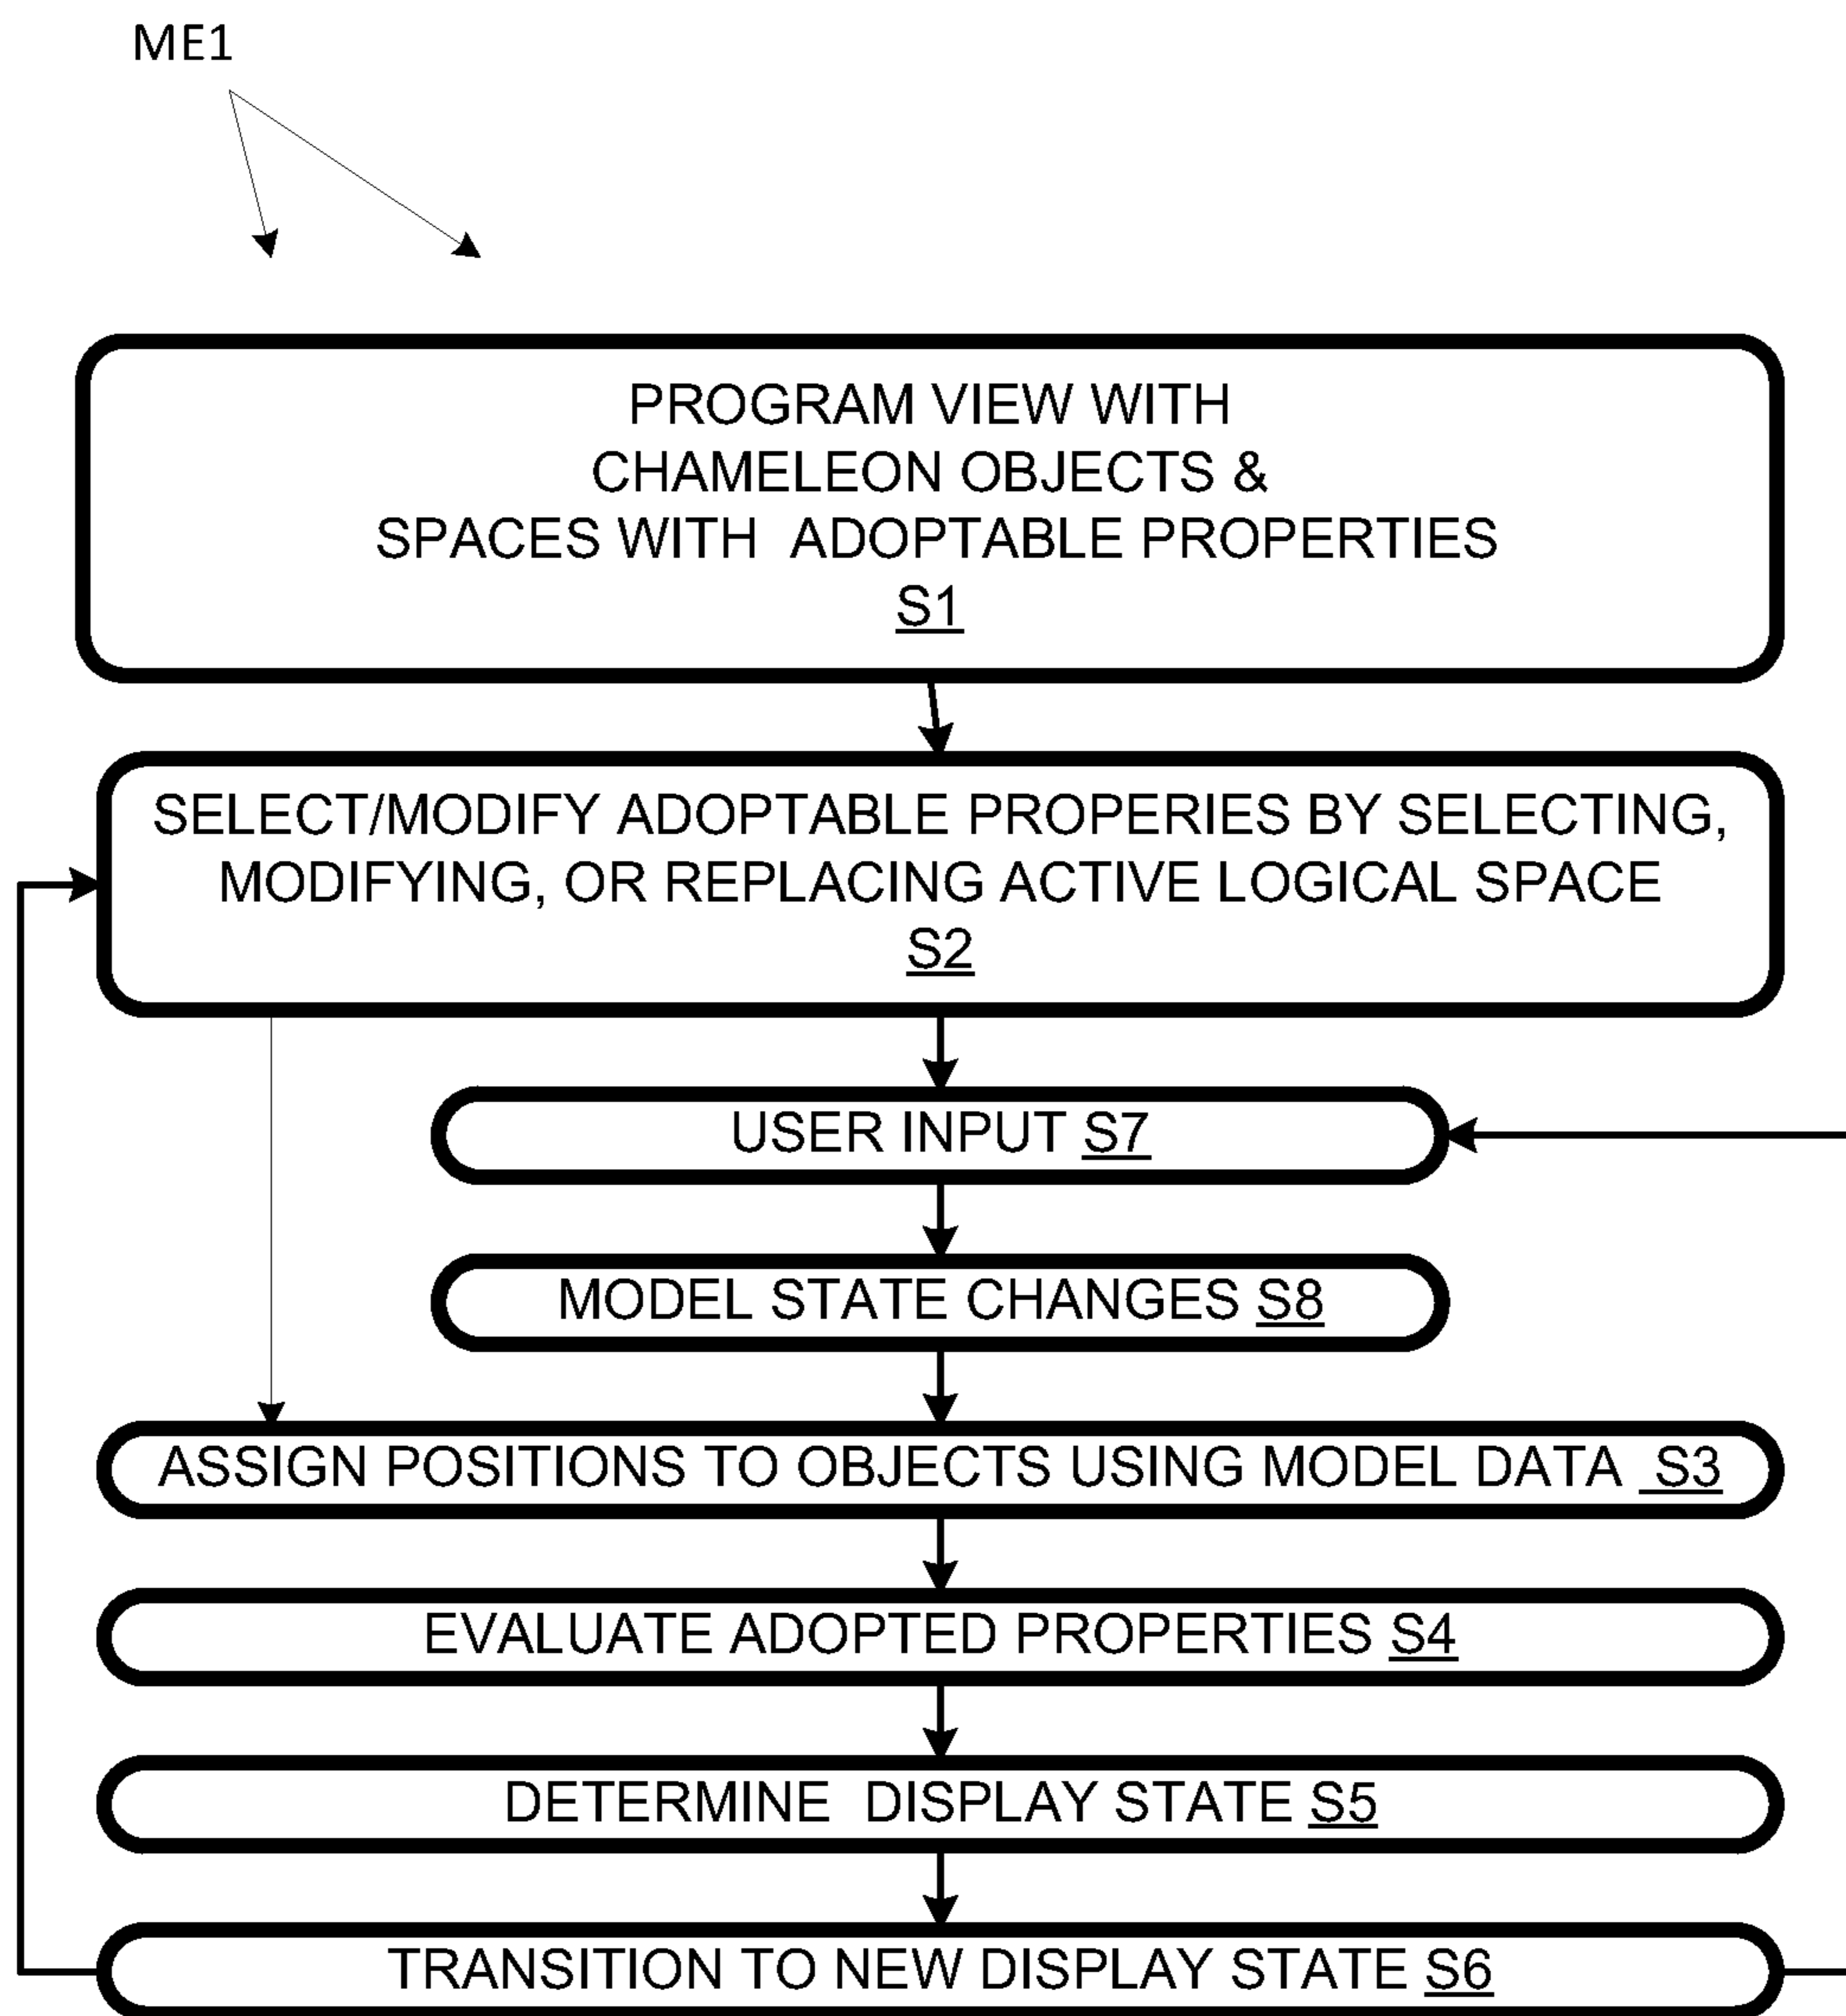 ME1
PROGRAM VIEW WITH
CHAMELEON OBJECTS &
SPACES WITH ADOPTABLE PROPERTIES
S1
SELECT/MODIFY ADOPTABLE PROPERIES BY SELECTING,
MODIFYING, OR REPLACING ACTIVE LOGICAL SPACE
S2
USER INPUT S7
MODEL STATE CHANGES S8
ASSIGN POSITIONS TO OBJECTS USING MODEL DATA S3
EVALUATE ADOPTED PROPERTIES S4
DETERMINE DISPLAY STATE S5
TRANSITION TO NEW DISPLAY STATE S6